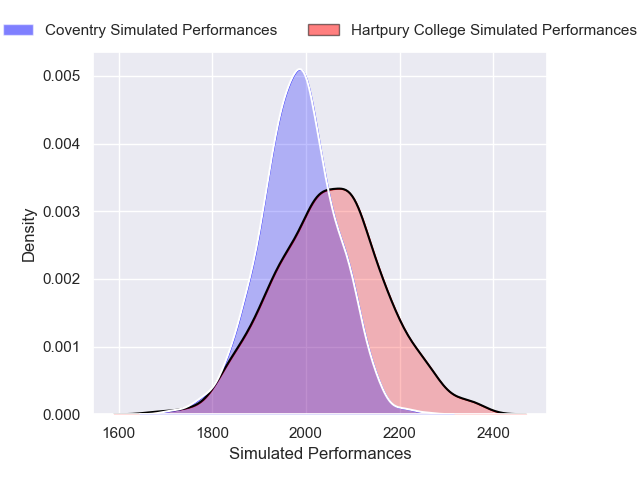 Coventry Simulated Performances Hartpury College Simulated Performances
0.005
0.004
0.003
0.002
0.001
0.000
Density
1600 1800 2000 2200 2400
Simulated Performances